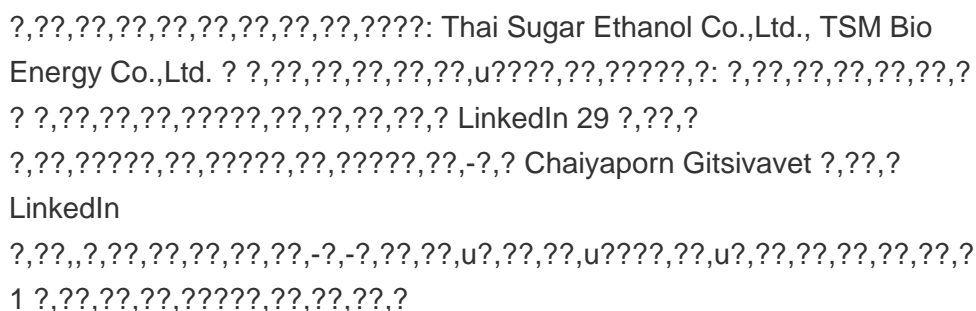 ?,??,??,??,??,??,??,??,??,????: Thai Sugar Ethanol Co.,Ltd., TSM Bio
Energy Co.,Ltd. ? ?,??,??,??,??,??,u????,??,?????,?: ?,??,??,??,??,??,?
? ?,??,??,??,?????,??,??,??,??,? LinkedIn 29 ?,??,?
?,??,?????,??,?????,??,?????,??,-?,? Chaiyaporn Gitsivavet ?,??,?
LinkedIn
?,??,,?,??,??,??,??,??,-?,-?,??,??,u?,??,??,u????,??,u?,??,??,??,??,??,?
1 ?,??,??,??,?????,??,??,??,?